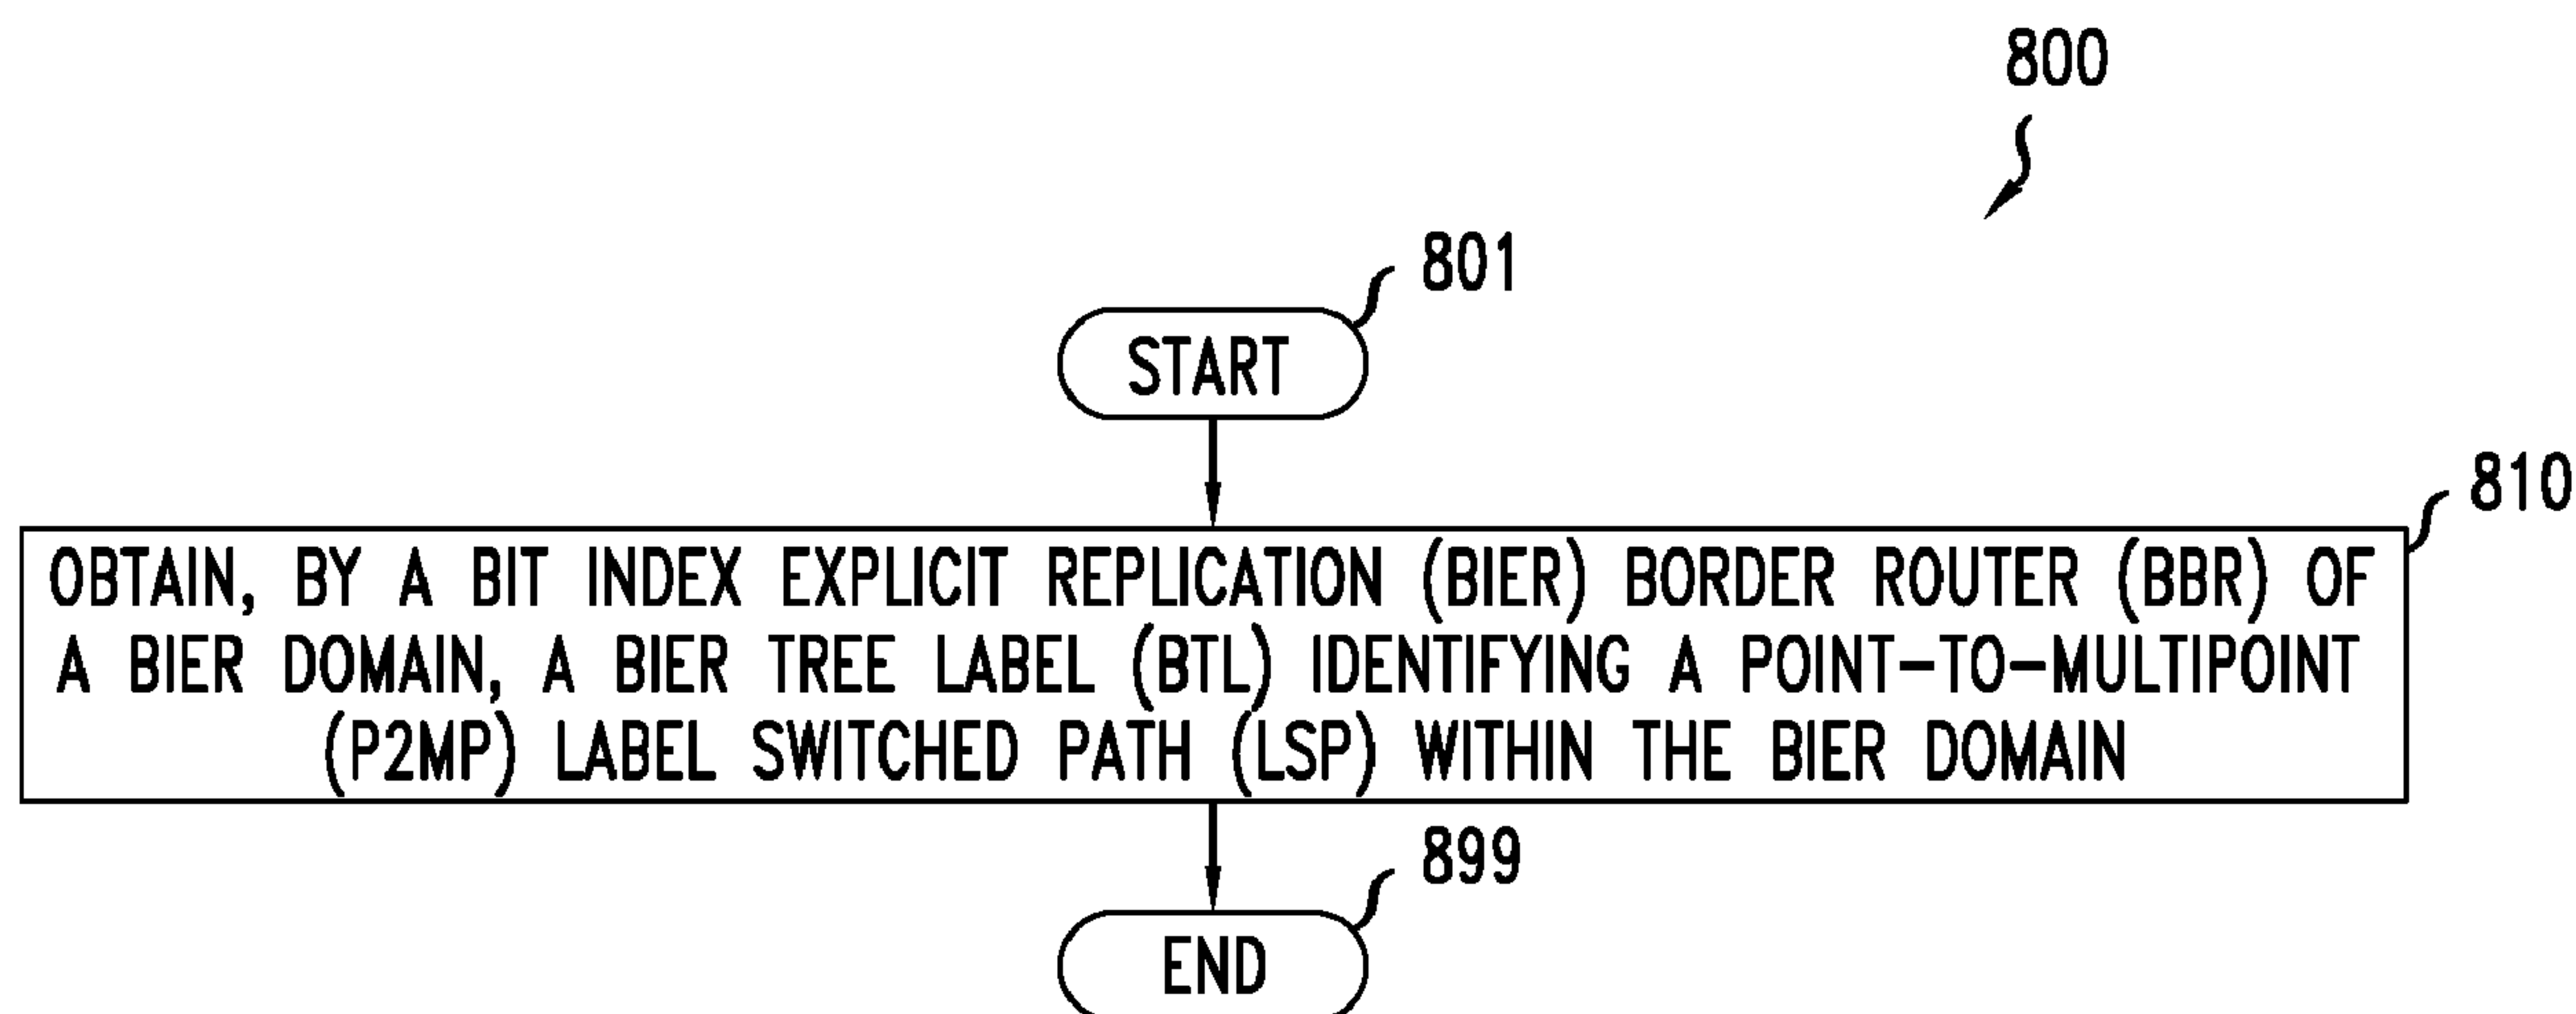 800
801
START
810
OBTAIN, BY A BIT INDEX EXPLICIT REPLICATION (BIER) BORDER ROUTER (BBR) OF
A BIER DOMAIN, A BIER TREE LABEL (BTL) IDENTIFYING A POINT-TO-MULTIPOINT
(P2MP) LABEL SWITCHED PATH (LSP) WITHIN THE BIER DOMAIN
899
END